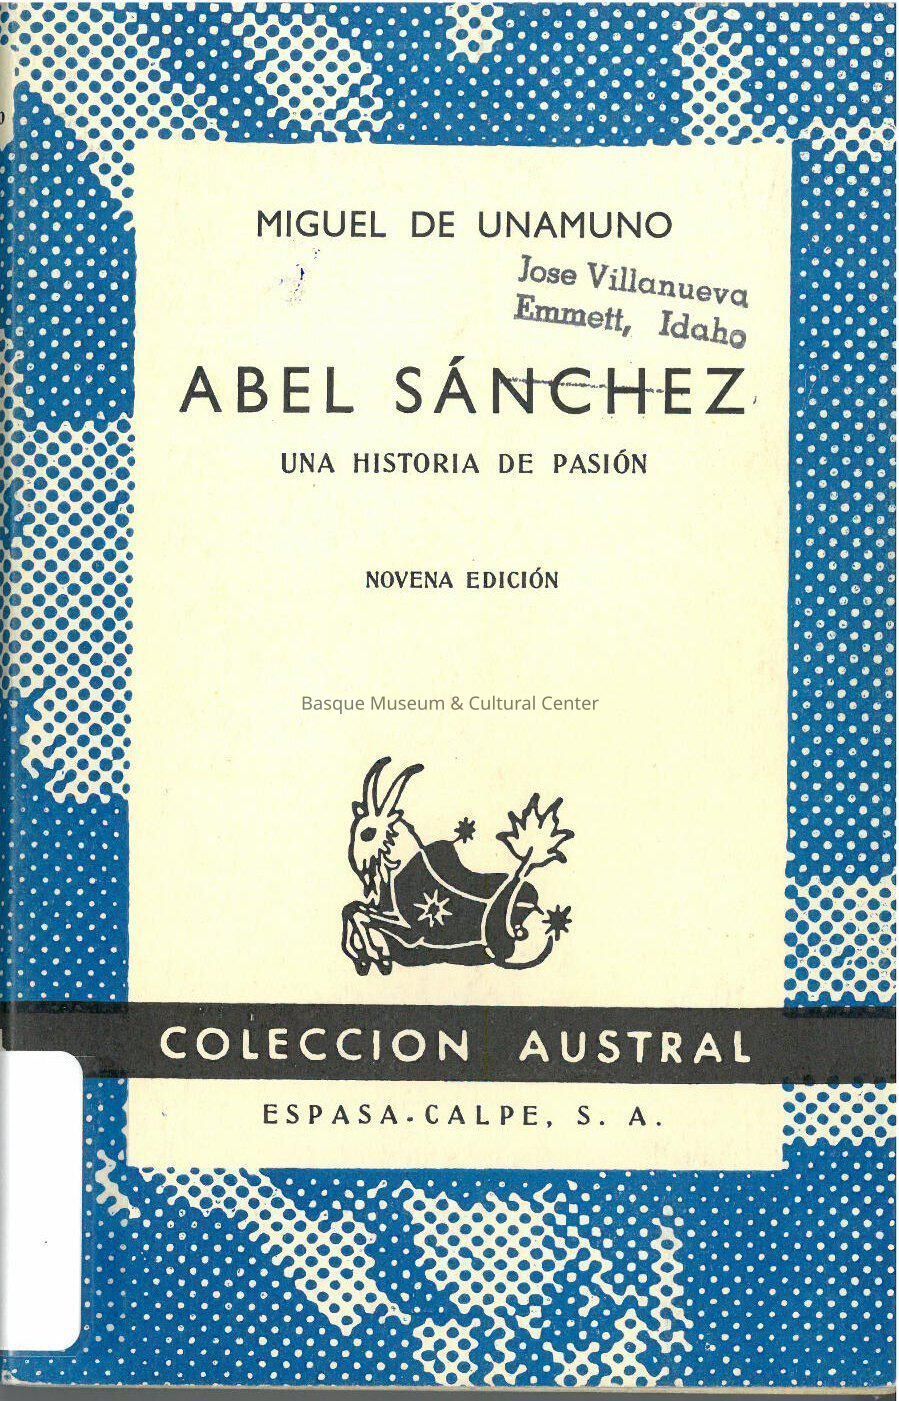 MIGUEL DE UNAMUNO
Jose Villanueva
Emmett, Idaho
ABEL SÁNCHEZ
UNA HISTORIA DE PASIÓN
NOVENA EDICIÓN
Basque Museum & Cultural Center
COLECCION AUSTRAL
ESPASA-CALPE, S. A.